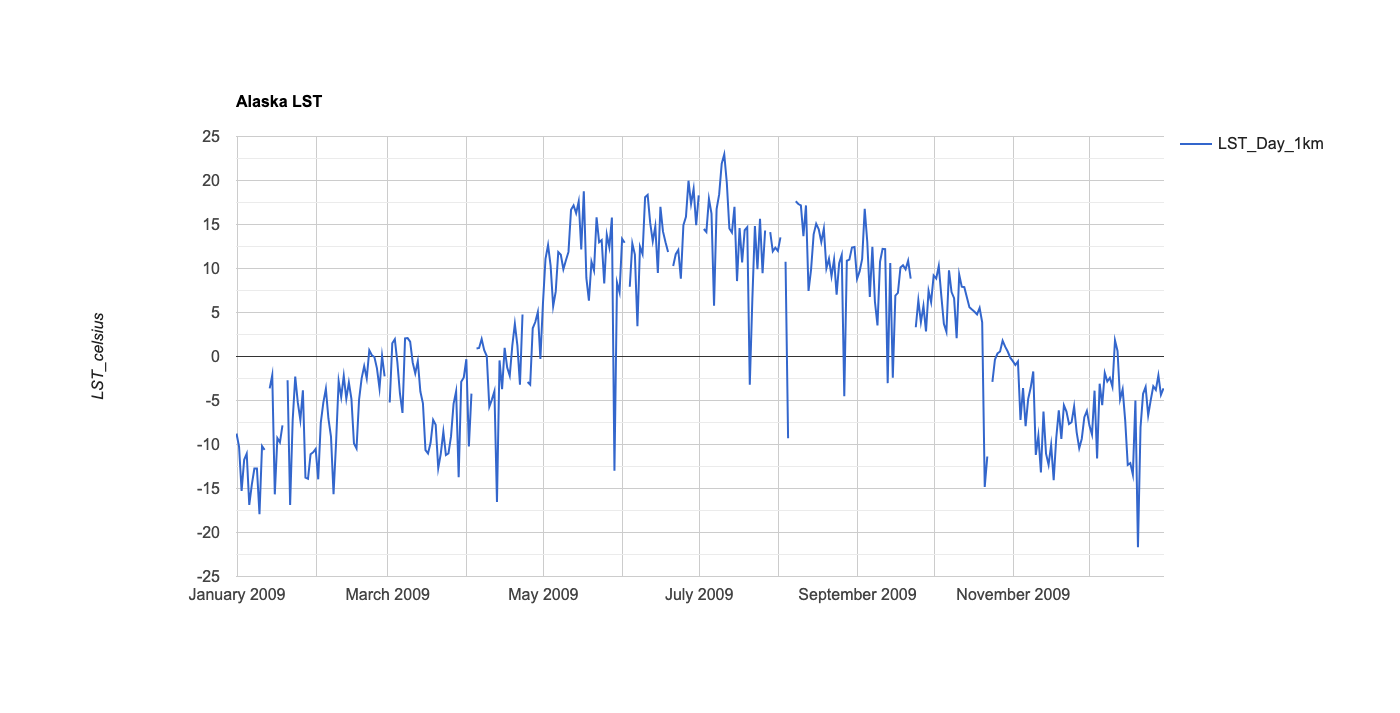 Alaska LST
LST_Day_1km
LST_celsius
25
20
15
10
5
0
-5
-10
-15
-20
-25
January 2009
March 2009
May 2009
July 2009
September 2009
November 2009